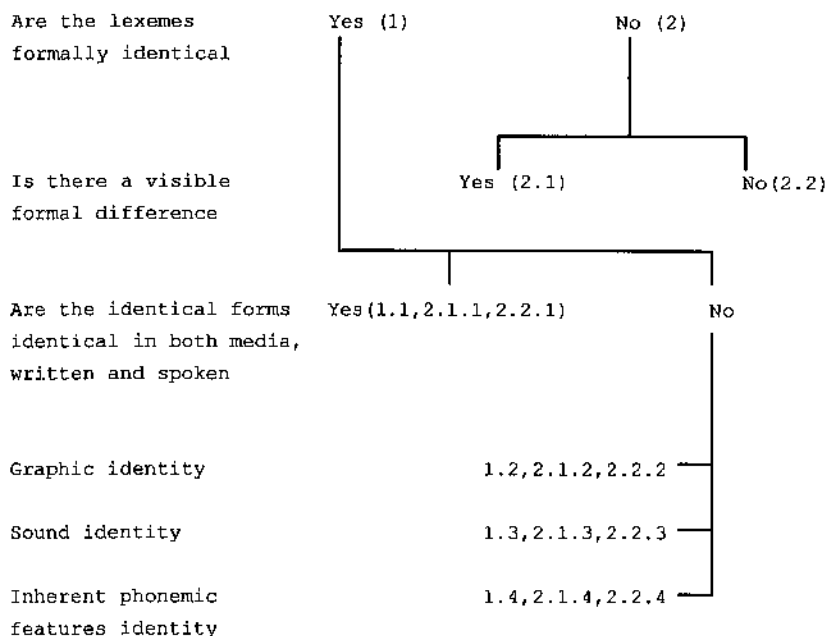 Are the lexemes Yes (1) No (2)
formally identical
Is there a visible Yes (2.1) No(2.2)
formal difference
Are the identical forms Yes(1.1,2.1.1,2.2.1) No
identical in both media,
written and spoken
Graphic identity 1.2,2.1.2,2.2.2
Sound identity 1.3,2.1.3,2.2.3
Inherent phonemic 1.4,2.1.4,2.2.4
features identity